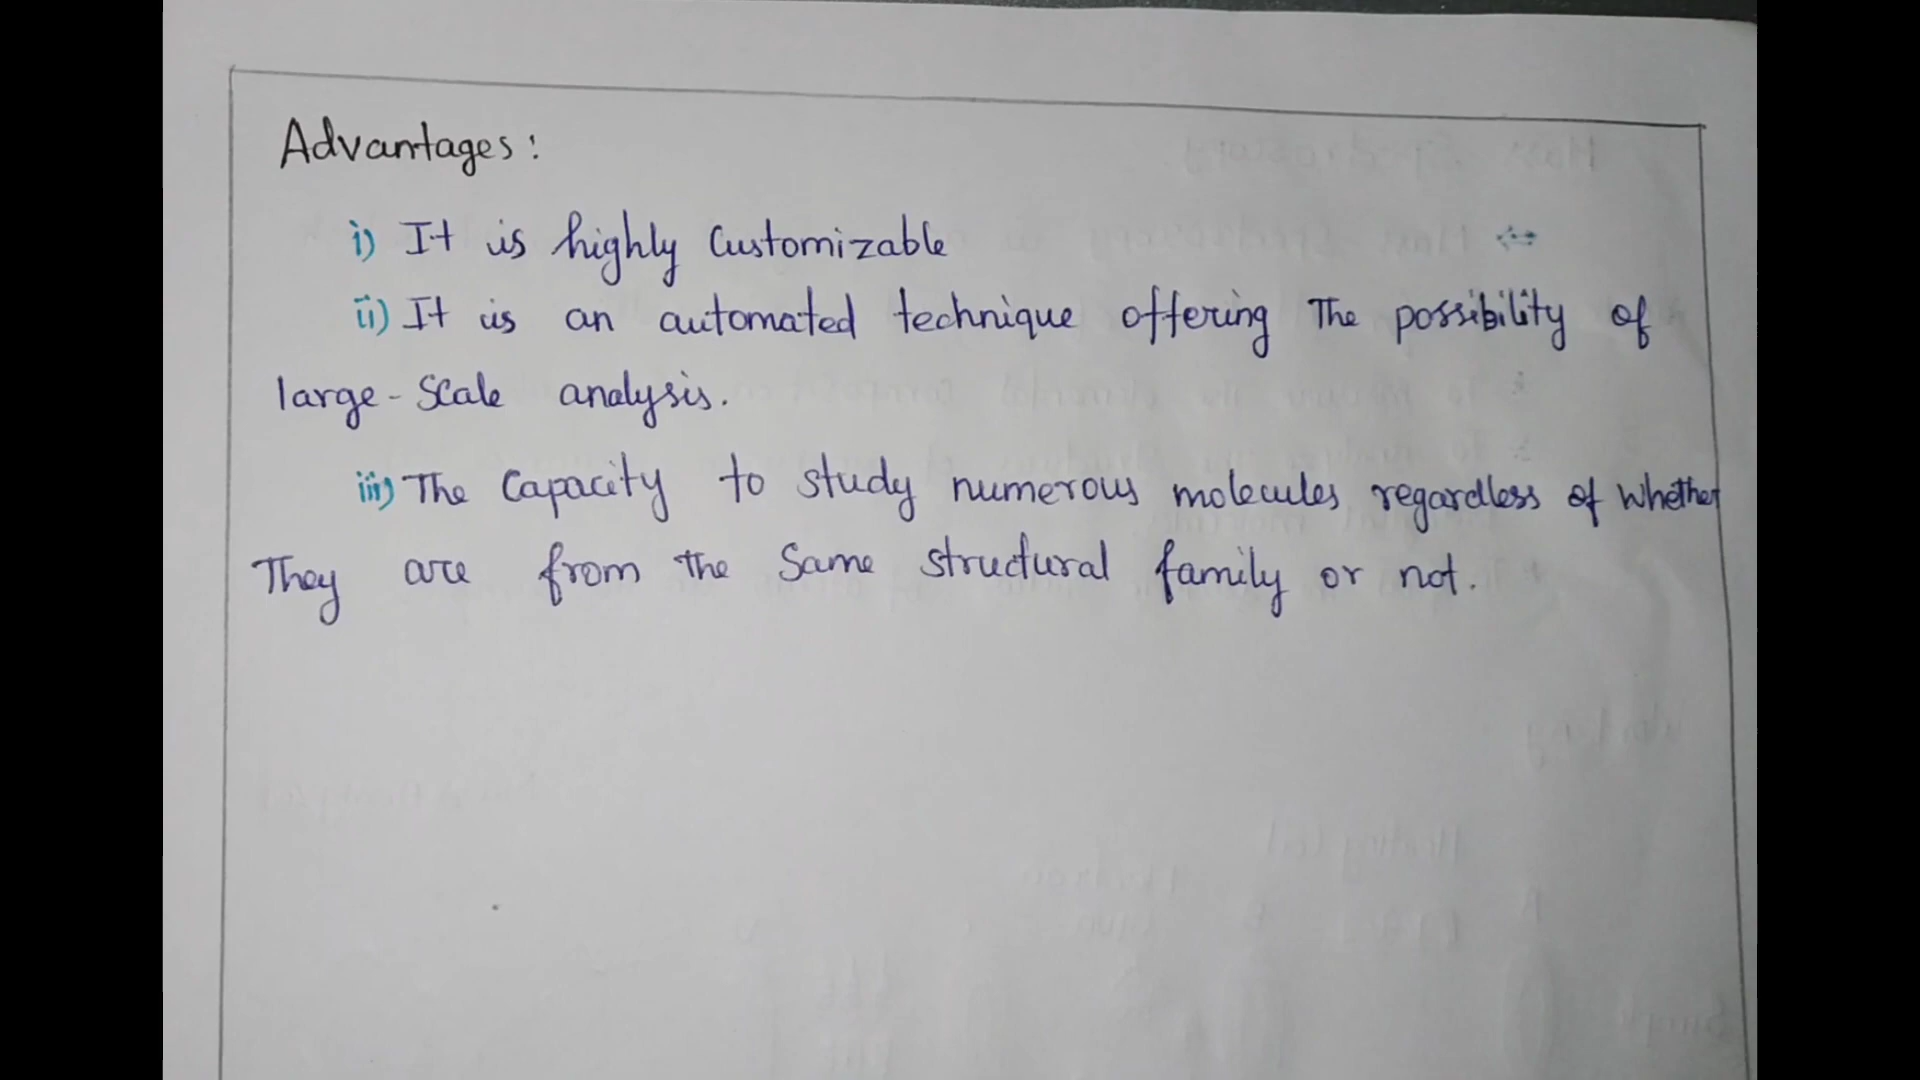 Advantages:
i) It is highly Customizable
ii) It is an automated technique offering The possibility of
large-Scale analysis.
iii) The Capacity to study numerous molecules regardless of whether
They are from The Same structural family or not.